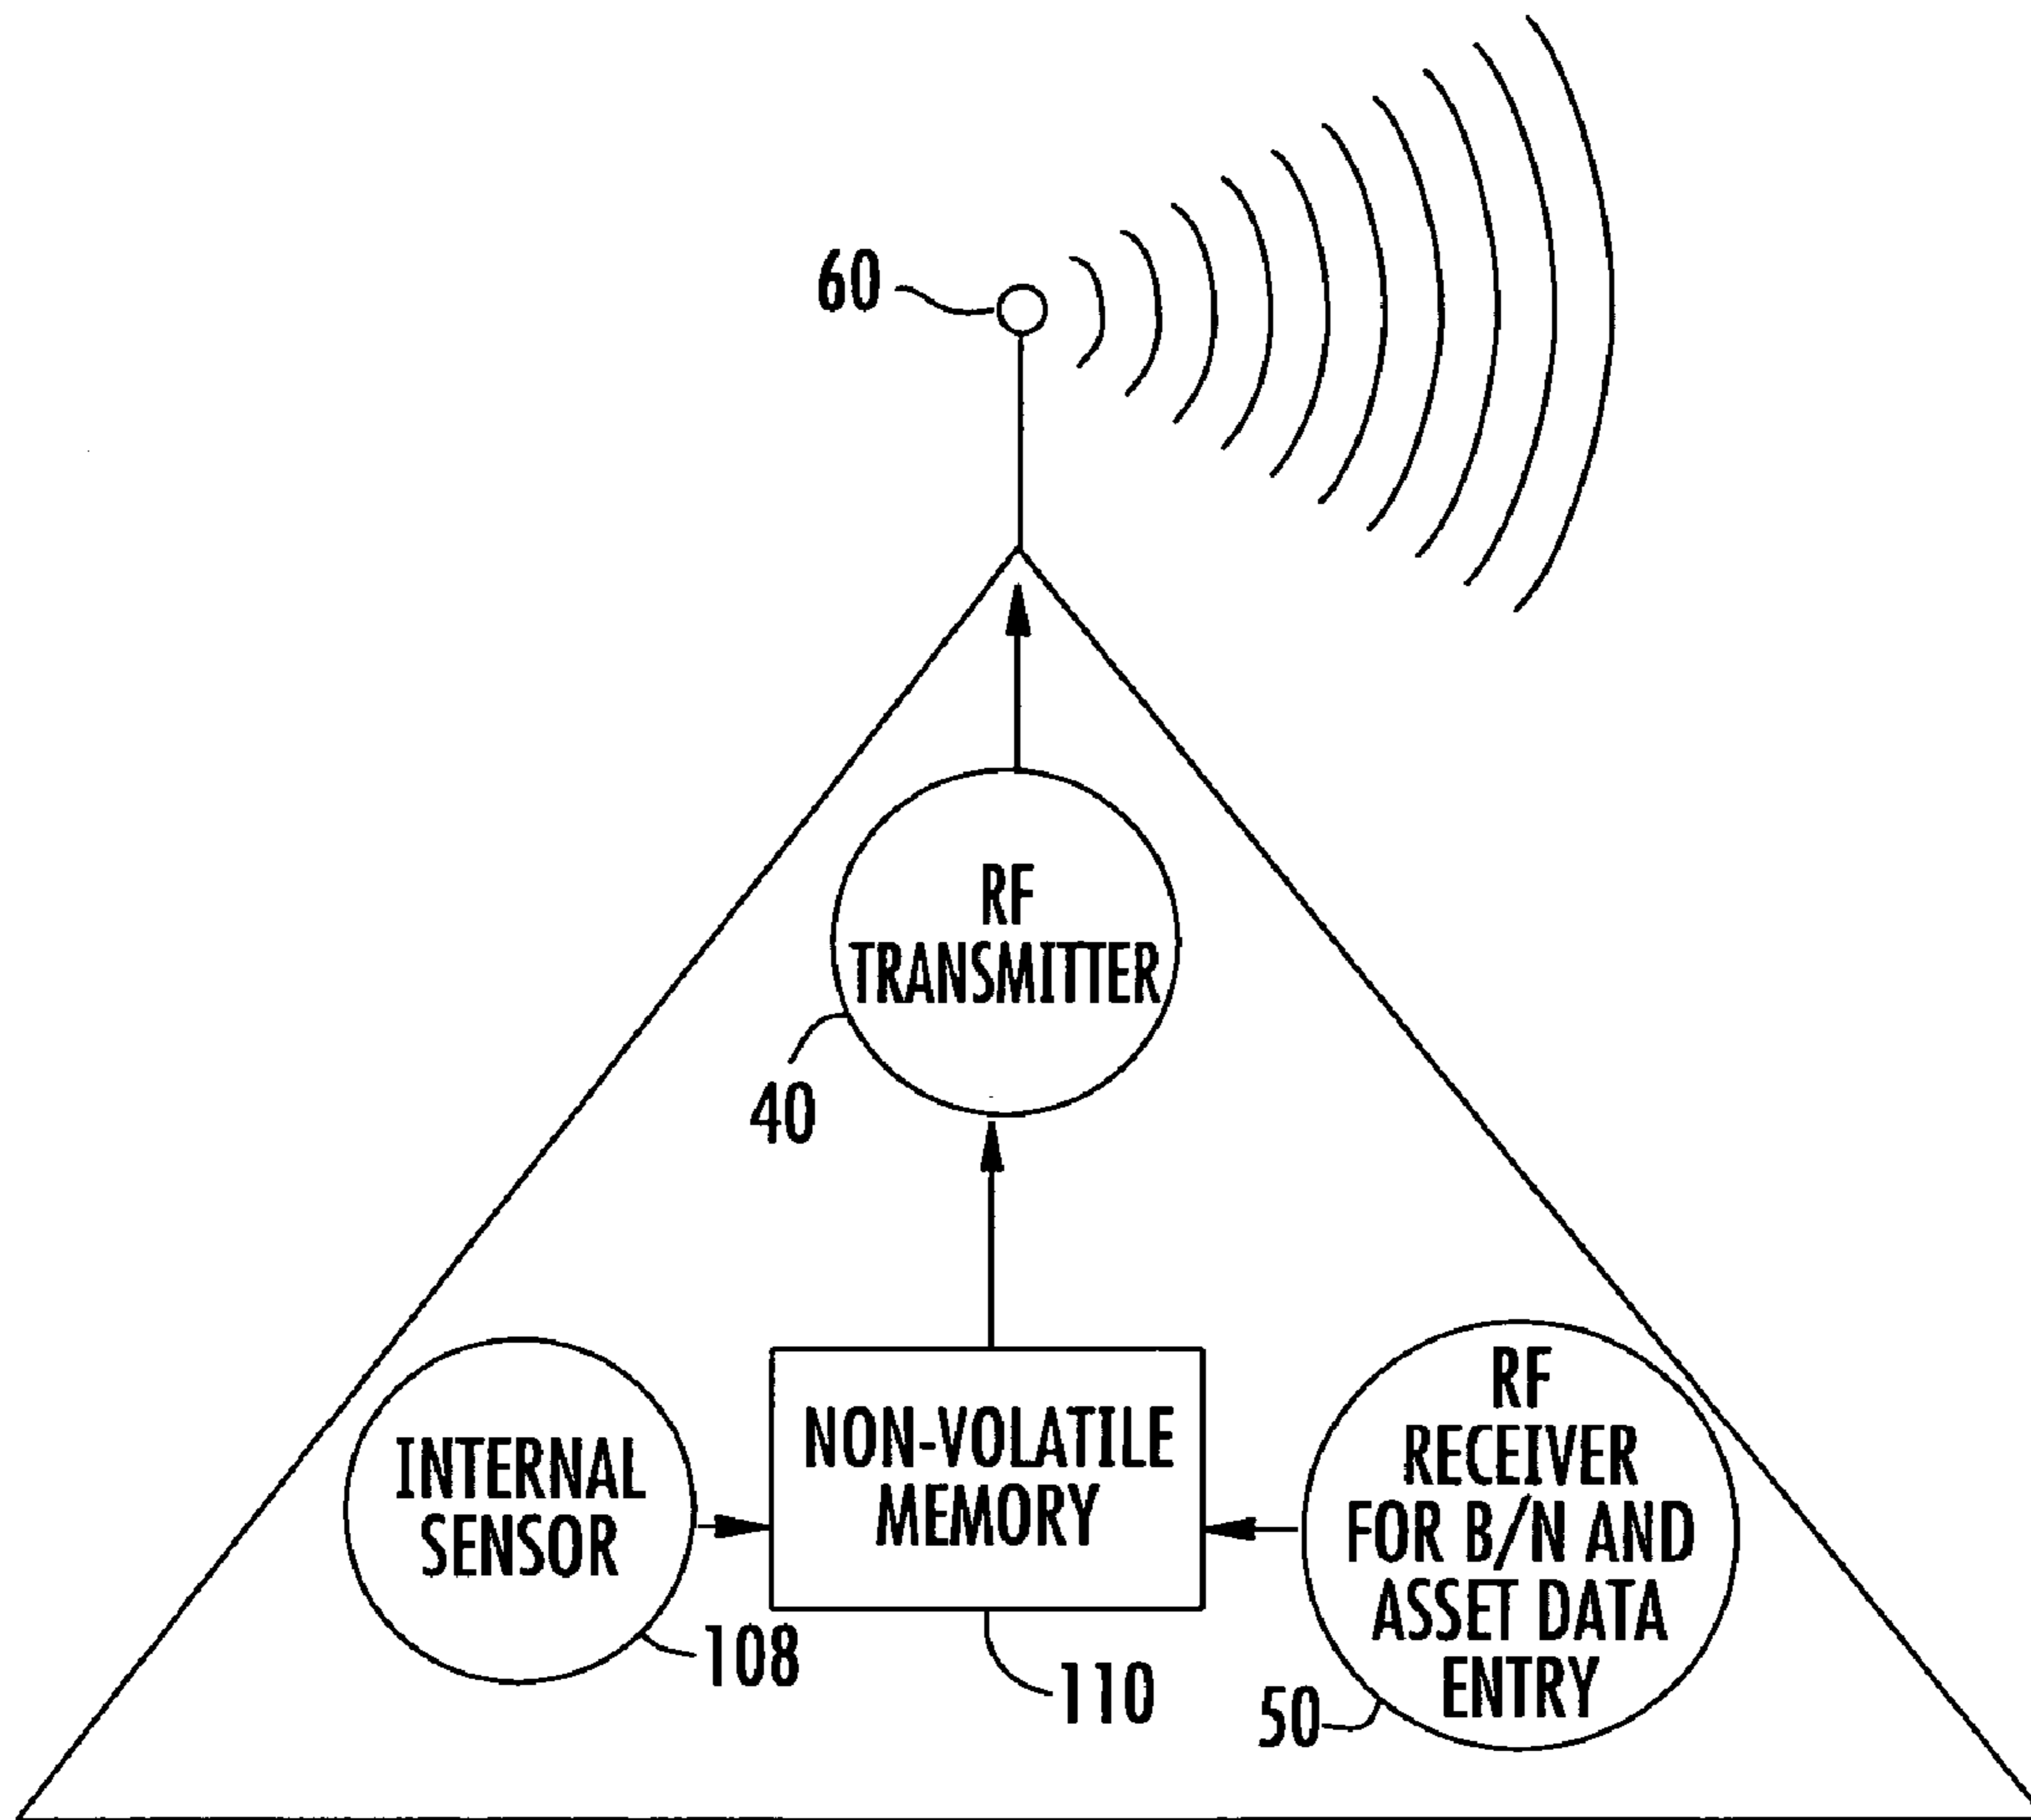 60
RF
TRANSMITTER
40
INTERNAL
SENSOR
108
NON-VOLATILE
MEMORY
110
RF
RECEIVER
FOR B/N AND
ASSET DATA
ENTRY
50